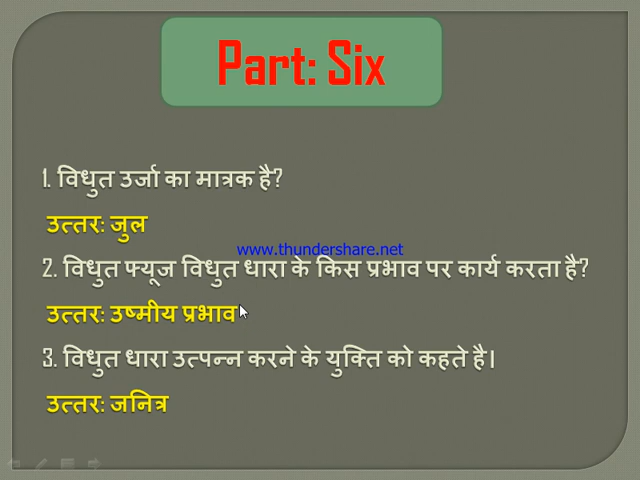 Part: Six
1. विधुत उर्जा का मात्रक है?
उत्तर: जुल
www.thundershare.net
2. विधुत फ्यूज विधुत धारा के किस प्रभाव पर कार्य करता है?
उत्तर: उष्मीय प्रभाव
3. विधुत धारा उत्पन्न करने के युक्ति को कहते है।
उत्तर: जनित्र